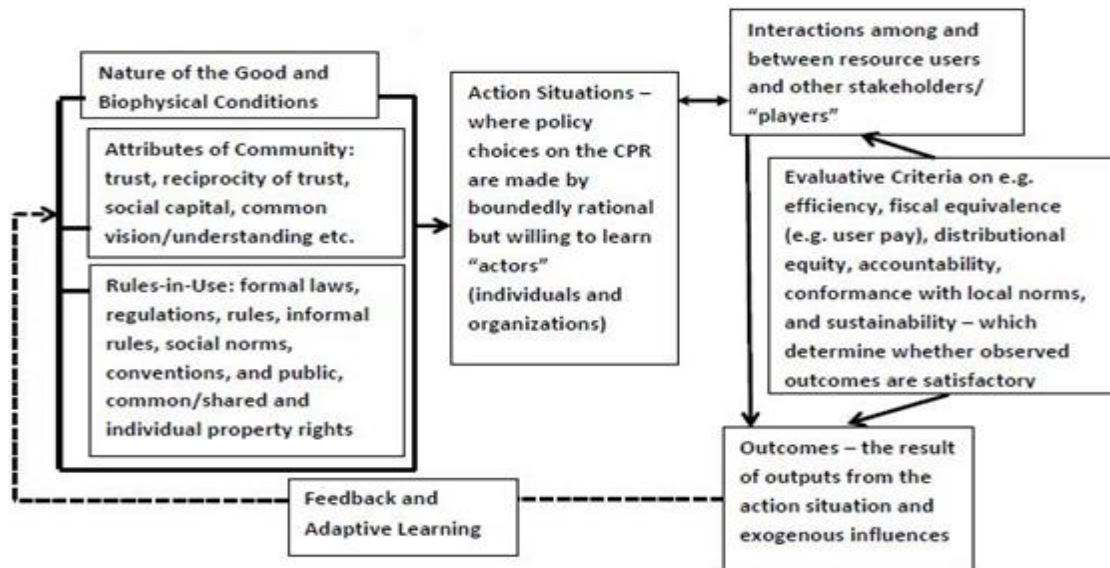 Nature of the Good and
Biophysical Conditions
Attributes of Community:
trust, reciprocity of trust,
social capital, common
vision/understanding etc.
Rules-in-Use: formal laws,
regulations, rules, informal
rules, social norms,
conventions, and public,
common/shared and
individual property rights
Action Situations –
where policy
choices on the CPR
are made by
boundedly rational
but willing to learn
“actors”
(individuals and
organizations)
Interactions among and
between resource users
and other stakeholders/
“players”
Evaluative Criteria on e.g.
efficiency, fiscal equivalence
(e.g. user pay), distributional
equity, accountability,
conformance with local norms,
and sustainability – which
determine whether observed
outcomes are satisfactory
Outcomes – the result
of outputs from the
action situation and
exogenous influences
Feedback and
Adaptive Learning